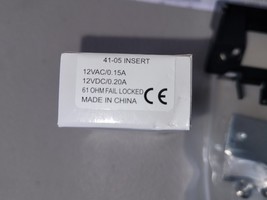 41-05 INSERT
12VAC/0.15A
12VDC/0.20A
61 OHM FAIL LOCKED
MADE IN CHINA
CE